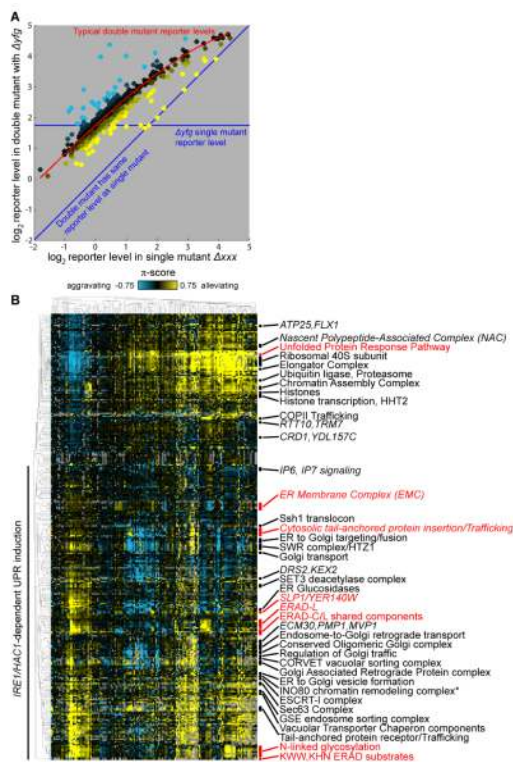 A
Typical double mutant reporter levels
Δyfg single mutant
reporter level
Double mutant has same
reporter level as single mutant
log2 reporter level in double mutant with Δyfg
5
4
3
2
1
0
-1
-2
-2 -1 0 1 2 3 4 5
log2 reporter level in single mutant Δxxx
π-score
aggravating -0.75 0.75 alleviating
B
ATP25,FLX1
Nascent Polypeptide-Associated Complex (NAC)
Unfolded Protein Response Pathway
Ribosomal 40S subunit
Elongator Complex
Ubiquitin ligase, Proteasome
Chromatin Assembly Complex
Histones
Histone transcription, HHT2
COPII Trafficking
RTT10,TRM7
CRD1,YDL157C
IP6, IP7 signaling
ER Membrane Complex (EMC)
Ssh1 translocon
Cytosolic tail-anchored protein insertion/Trafficking
ER to Golgi targeting/fusion
SWR complex/HTZ1
Golgi transport
DRS2,KEX2
SET3 deacetylase complex
ER Glucosidases
SLP1/YER140W
ERAD-L
ERAD-C/L shared components
ECM30,PMP1,MVP1
Endosome-to-Golgi retrograde transport
Conserved Oligomeric Golgi complex
Regulation of Golgi traffic
CORVET vacuolar sorting complex
Golgi Associated Retrograde Protein complex
ER to Golgi vesicle formation
INO80 chromatin remodeling complex*
ESCRT-I complex
Sec63 Complex
GSE endosome sorting complex
Vacuolar Transporter Chaperon components
Tail-anchored protein receptor/Trafficking
N-linked glycosylation
KWW,KHN ERAD substrates
IRE1/HAC1-dependent UPR induction